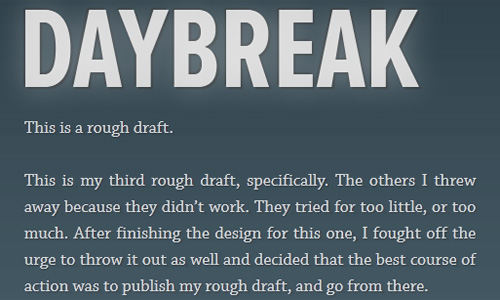 DAYBREAK
This is a rough draft.
This is my third rough draft, specifically. The others I threw
away because they didn’t work. They tried for too little, or too
much. After finishing the design for this one, I fought off the
urge to throw it out as well and decided that the best course of
action was to publish my rough draft, and go from there.